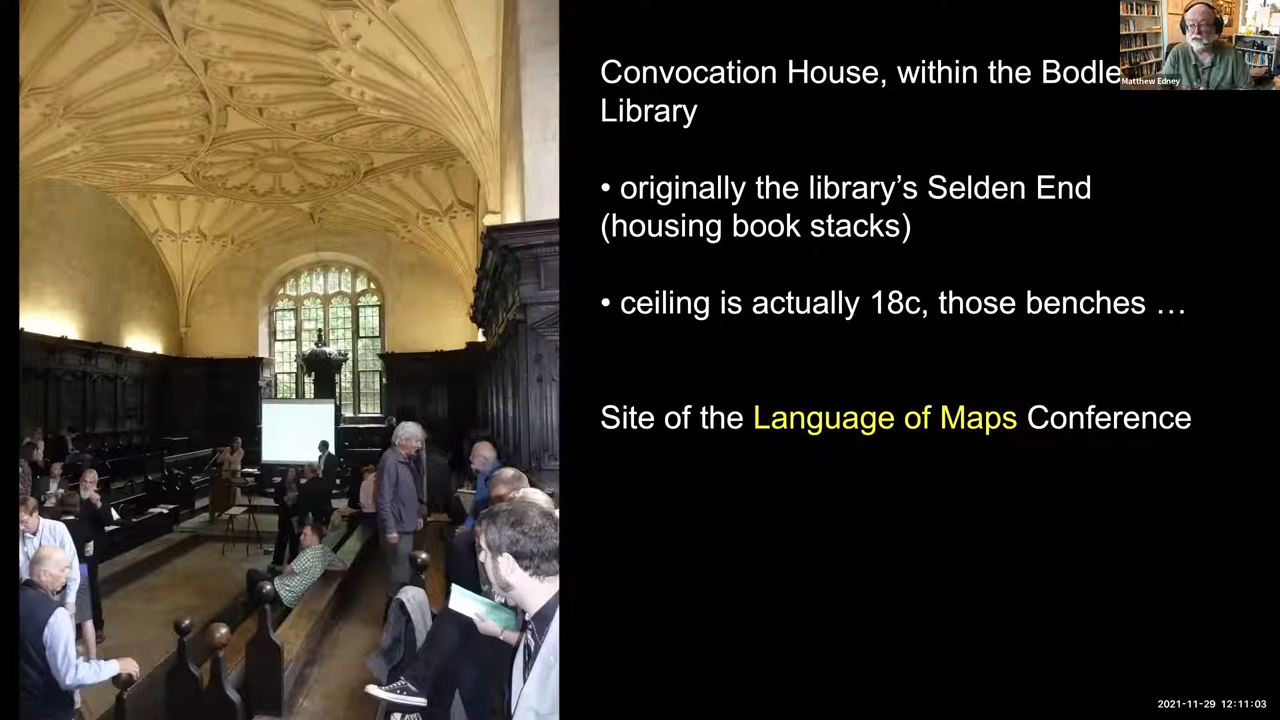 Convocation House, within the Bodle
Library
• originally the library’s Selden End
(housing book stacks)
• ceiling is actually 18c, those benches …
Site of the Language of Maps Conference
Matthew Edney
2021-11-29 12:11:03